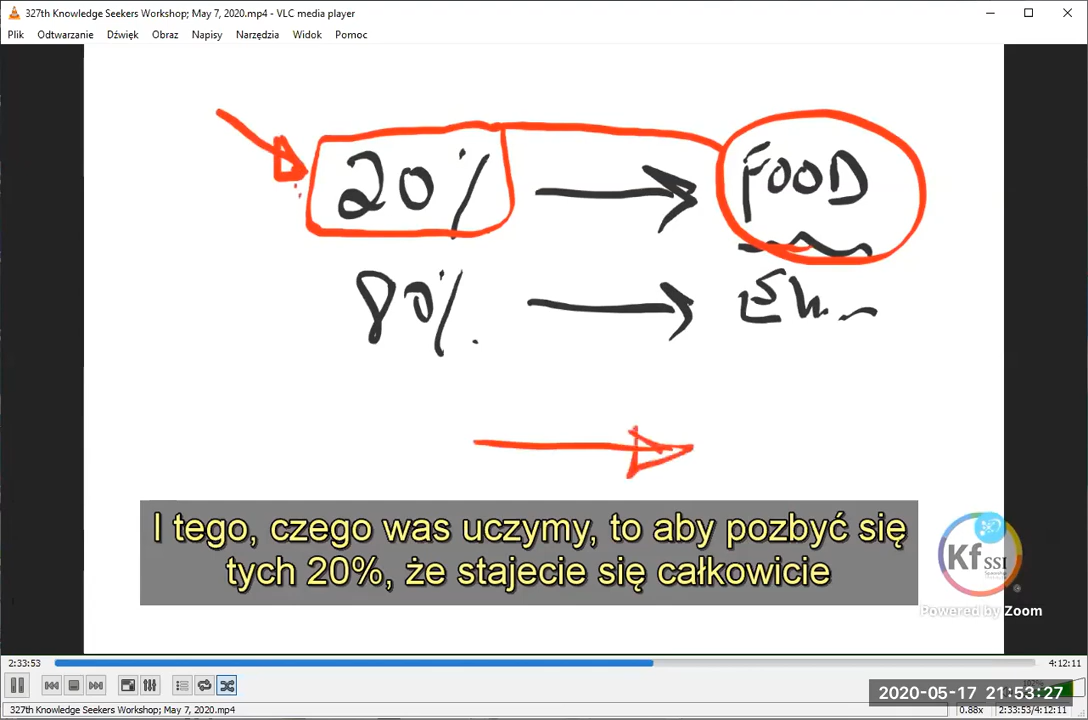 327th Knowledge Seekers Workshop; May 7, 2020.mp4 - VLC media player
Plik Odtwarzanie Dźwięk Obraz Napisy Narzędzia Widok Pomoc
20% FOOD
80%
I tego, czego was uczymy, to aby pozbyć się
tych 20%, że stajecie się całkowicie
Kf SSI
Powered by Zoom
2:33:53 4:12:11
102%
2020-05-17 21:53:27
327th Knowledge Seekers Workshop; May 7, 2020.mp4 0.88x 2:33:53/4:12:11